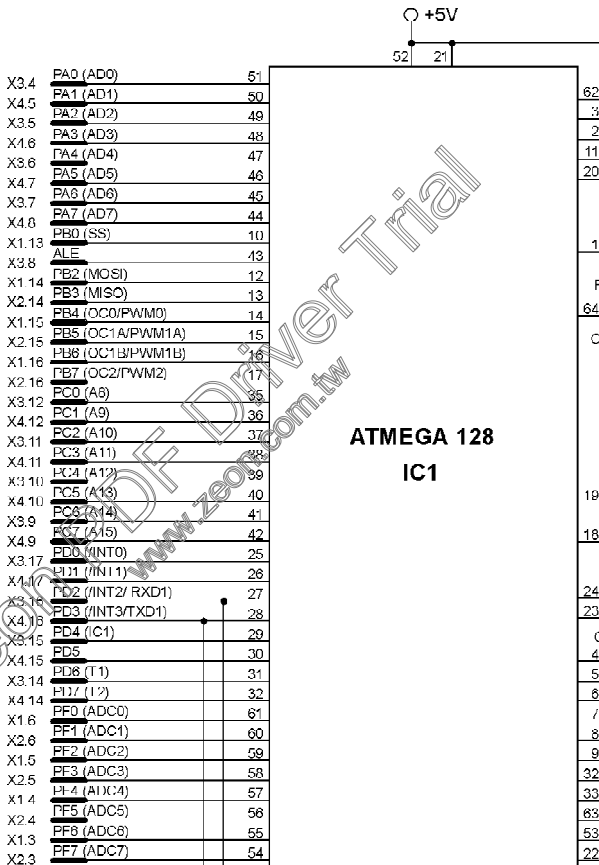 +5V
52 21
X3.4 PA0 (AD0) 51
X4.5 PA1 (AD1) 50
X3.5 PA2 (AD2) 49
X4.6 PA3 (AD3) 48
X3.6 PA4 (AD4) 47
X4.7 PA5 (AD5) 46
X3.7 PA6 (AD6) 45
X4.8 PA7 (AD7) 44
X1.13 PB0 (SS) 10
X3.8 ALE 43
X1.14 PB2 (MOSI) 12
X2.14 PB3 (MISO) 13
X1.15 PB4 (OC0/PWM0) 14
X2.15 PB5 (OC1A/PWM1A) 15
X1.16 PB6 (OC1B/PWM1B) 16
X2.16 PB7 (OC2/PWM2) 17
X3.12 PC0 (A8) 35
X4.12 PC1 (A9) 36
X3.11 PC2 (A10) 37
X4.11 PC3 (A11) 38
X3.10 PC4 (A12) 39
X4.10 PC5 (A13) 40
X3.9 PC6 (A14) 41
X4.9 PC7 (A15) 42
X3.17 PD0 (/INT0) 25
X4.17 PD1 (/INT1) 26
X3.16 PD2 (/INT2/ RXD1) 27
X4.16 PD3 (/INT3/TXD1) 28
X3.15 PD4 (IC1) 29
X4.15 PD5 30
X3.14 PD6 (T1) 31
X4.14 PD7 (T2) 32
X1.6 PF0 (ADC0) 61
X2.6 PF1 (ADC1) 60
X1.5 PF2 (ADC2) 59
X2.5 PF3 (ADC3) 58
X1.4 PF4 (ADC4) 57
X2.4 PF5 (ADC5) 56
X1.3 PF6 (ADC6) 55
X2.3 PF7 (ADC7) 54
ATMEGA 128
IC1
62
3
2
11
20
1
64
19
18
24
23
4
5
6
7
8
9
32
33
63
53
22
Zeon PDF Driver Trial
www.zeon.com.tw